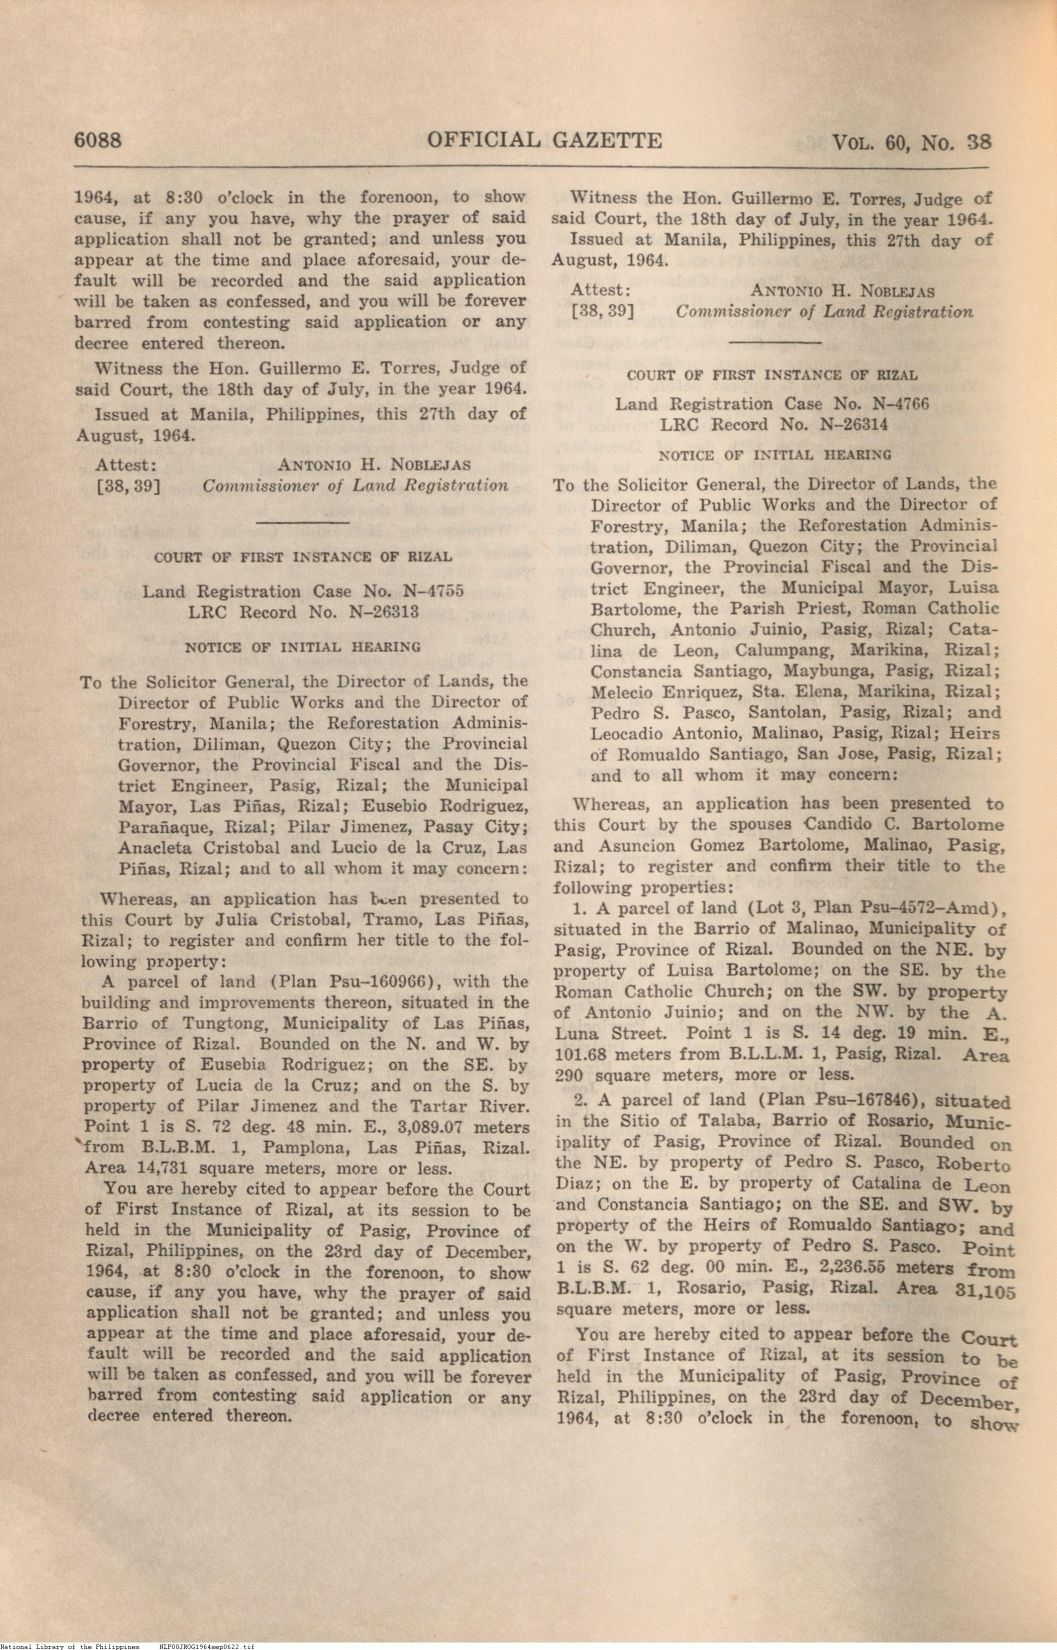 6088
OFFICIAL GAZETTE
VOL. 60, No. 38
1964, at 8:30 o'clock in the forenoon, to show
cause, if any you have, why the prayer of said
application shall not be granted; and unless you
appear at the time and place aforesaid, your de-
fault will be recorded and the said application
will be taken as confessed, and you will be forever
barred from contesting said application or any
decree entered thereon.
Witness the Hon. Guillermo E. Torres, Judge of
said Court, the 18th day of July, in the year 1964.
Issued at Manila, Philippines, this 27th day of
August, 1964.
Attest: ANTONIO H. NOBLEJAS
[38, 39] Commissioner of Land Registration
COURT OF FIRST INSTANCE OF RIZAL
Land Registration Case No. N–4755
LRC Record No. N–26313
NOTICE OF INITIAL HEARING
To the Solicitor General, the Director of Lands, the
Director of Public Works and the Director of
Forestry, Manila; the Reforestation Adminis-
tration, Diliman, Quezon City; the Provincial
Governor, the Provincial Fiscal and the Dis-
trict Engineer, Pasig, Rizal; the Municipal
Mayor, Las Piñas, Rizal; Eusebio Rodriguez,
Parañaque, Rizal; Pilar Jimenez, Pasay City;
Anacleta Cristobal and Lucio de la Cruz, Las
Piñas, Rizal; and to all whom it may concern:
Whereas, an application has been presented to
this Court by Julia Cristobal, Tramo, Las Piñas,
Rizal; to register and confirm her title to the fol-
lowing property:
A parcel of land (Plan Psu–160966), with the
building and improvements thereon, situated in the
Barrio of Tungtong, Municipality of Las Piñas,
Province of Rizal. Bounded on the N. and W. by
property of Eusebia Rodriguez; on the SE. by
property of Lucia de la Cruz; and on the S. by
property of Pilar Jimenez and the Tartar River.
Point 1 is S. 72 deg. 48 min. E., 3,089.07 meters
from B.L.B.M. 1, Pamplona, Las Piñas, Rizal.
Area 14,731 square meters, more or less.
You are hereby cited to appear before the Court
of First Instance of Rizal, at its session to be
held in the Municipality of Pasig, Province of
Rizal, Philippines, on the 23rd day of December,
1964, at 8:30 o'clock in the forenoon, to show
cause, if any you have, why the prayer of said
application shall not be granted; and unless you
appear at the time and place aforesaid, your de-
fault will be recorded and the said application
will be taken as confessed, and you will be forever
barred from contesting said application or any
decree entered thereon.
Witness the Hon. Guillermo E. Torres, Judge of
said Court, the 18th day of July, in the year 1964.
Issued at Manila, Philippines, this 27th day of
August, 1964.
Attest: ANTONIO H. NOBLEJAS
[38, 39] Commissioner of Land Registration
COURT OF FIRST INSTANCE OF RIZAL
Land Registration Case No. N–4766
LRC Record No. N–26314
NOTICE OF INITIAL HEARING
To the Solicitor General, the Director of Lands, the
Director of Public Works and the Director of
Forestry, Manila; the Reforestation Adminis-
tration, Diliman, Quezon City; the Provincial
Governor, the Provincial Fiscal and the Dis-
trict Engineer, the Municipal Mayor, Luisa
Bartolome, the Parish Priest, Roman Catholic
Church, Antonio Juinio, Pasig, Rizal; Cata-
lina de Leon, Calumpang, Marikina, Rizal;
Constancia Santiago, Maybunga, Pasig, Rizal;
Melecio Enriquez, Sta. Elena, Marikina, Rizal;
Pedro S. Pasco, Santolan, Pasig, Rizal; and
Leocadio Antonio, Malinao, Pasig, Rizal; Heirs
of Romualdo Santiago, San Jose, Pasig, Rizal;
and to all whom it may concern:
Whereas, an application has been presented to
this Court by the spouses Candido C. Bartolome
and Asuncion Gomez Bartolome, Malinao, Pasig,
Rizal; to register and confirm their title to the
following properties:
1. A parcel of land (Lot 3, Plan Psu–4572–Amd),
situated in the Barrio of Malinao, Municipality of
Pasig, Province of Rizal. Bounded on the NE. by
property of Luisa Bartolome; on the SE. by the
Roman Catholic Church; on the SW. by property
of Antonio Juinio; and on the NW. by the A.
Luna Street. Point 1 is S. 14 deg. 19 min. E.,
101.68 meters from B.L.L.M. 1, Pasig, Rizal. Area
290 square meters, more or less.
2. A parcel of land (Plan Psu–167846), situated
in the Sitio of Talaba, Barrio of Rosario, Munic-
ipality of Pasig, Province of Rizal. Bounded on
the NE. by property of Pedro S. Pasco, Roberto
Diaz; on the E. by property of Catalina de Leon
and Constancia Santiago; on the SE. and SW. by
property of the Heirs of Romualdo Santiago; and
on the W. by property of Pedro S. Pasco. Point
1 is S. 62 deg. 00 min. E., 2,236.55 meters from
B.L.B.M. 1, Rosario, Pasig, Rizal. Area 31,105
square meters, more or less.
You are hereby cited to appear before the Court
of First Instance of Rizal, at its session to be
held in the Municipality of Pasig, Province of
Rizal, Philippines, on the 23rd day of December,
1964, at 8:30 o'clock in the forenoon, to show
National Library of the Philippines NLP00JROG1964sep0622.tif